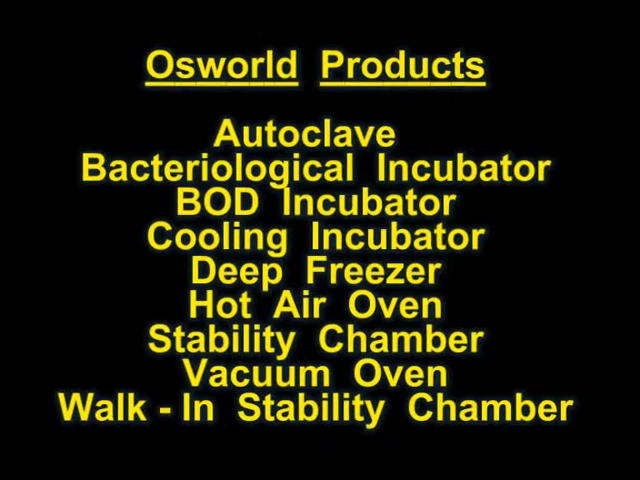 Osworld Products
Autoclave
Bacteriological Incubator
BOD Incubator
Cooling Incubator
Deep Freezer
Hot Air Oven
Stability Chamber
Vacuum Oven
Walk - In Stability Chamber